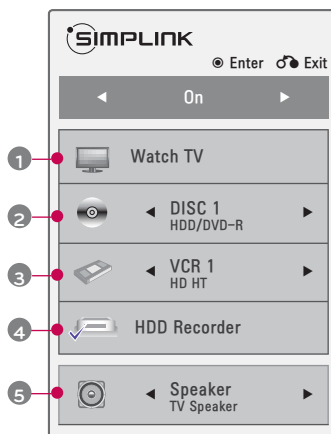 SIMPLINK
Enter Exit
On
1 Watch TV
2 DISC 1
HDD/DVD-R
3 VCR 1
HD HT
4 HDD Recorder
5 Speaker
TV Speaker